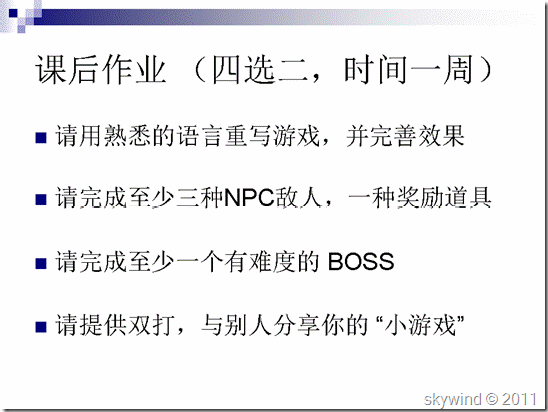 课后作业 （四选二，时间一周）
请用熟悉的语言重写游戏，并完善效果
请完成至少三种NPC敌人，一种奖励道具
请完成至少一个有难度的 BOSS
请提供双打，与别人分享你的 “小游戏”
skywind © 2011